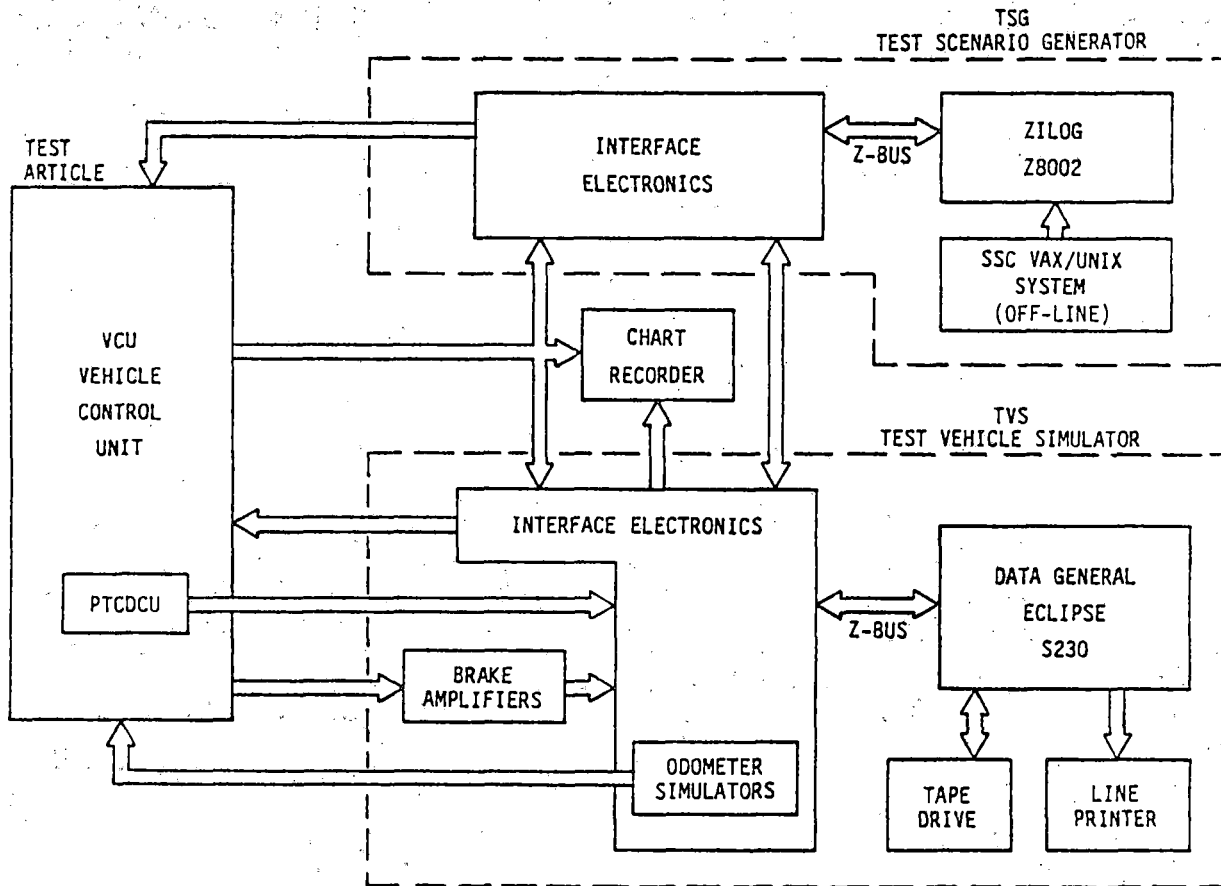 TSG
TEST SCENARIO GENERATOR
TEST
ARTICLE
INTERFACE
ELECTRONICS
Z-BUS
ZILOG
Z8002
SSC VAX/UNIX
SYSTEM
(OFF-LINE)
VCU
VEHICLE
CONTROL
UNIT
CHART
RECORDER
TVS
TEST VEHICLE SIMULATOR
INTERFACE ELECTRONICS
PTCDCU
BRAKE
AMPLIFIERS
Z-BUS
DATA GENERAL
ECLIPSE
S230
ODOMETER
SIMULATORS
TAPE
DRIVE
LINE
PRINTER